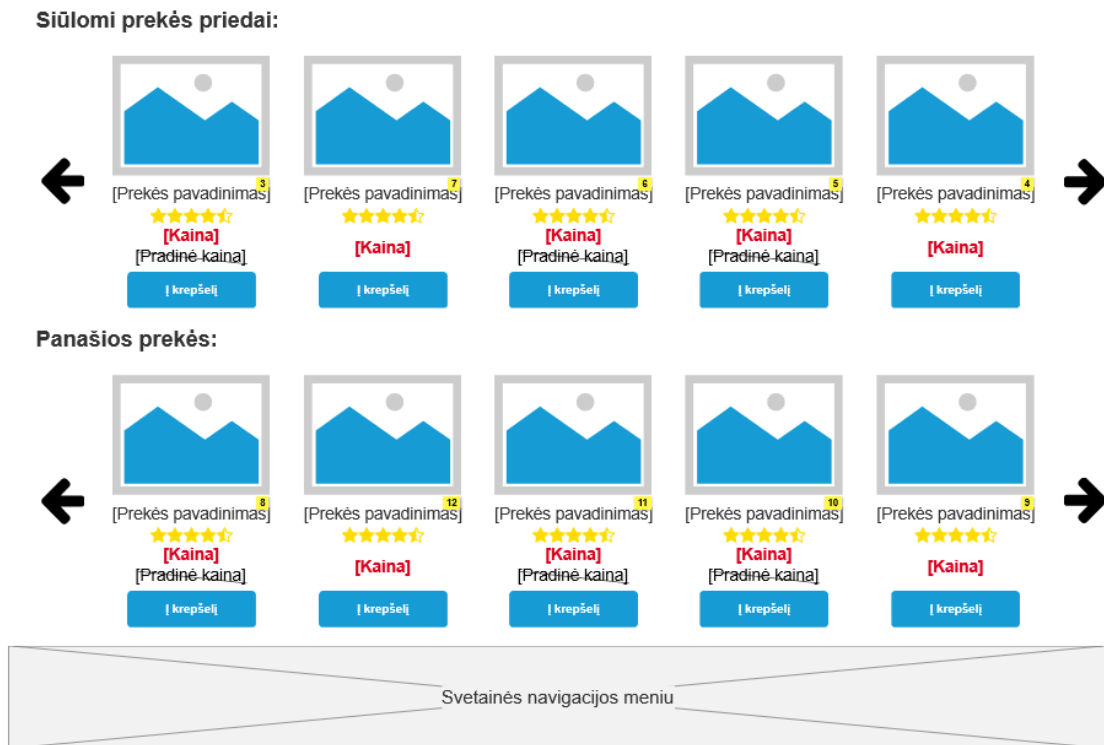 Siūlomi prekės priedai:
3 7 6 5 4
[Prekės pavadinimas] [Prekės pavadinimas] [Prekės pavadinimas] [Prekės pavadinimas] [Prekės pavadinimas]
[Kaina] [Kaina] [Kaina] [Kaina] [Kaina]
[Pradinė kaina] [Pradinė kaina] [Pradinė kaina]
Į krepšelį Į krepšelį Į krepšelį Į krepšelį Į krepšelį
Panašios prekės:
8 12 11 10 9
[Prekės pavadinimas] [Prekės pavadinimas] [Prekės pavadinimas] [Prekės pavadinimas] [Prekės pavadinimas]
[Kaina] [Kaina] [Kaina] [Kaina] [Kaina]
[Pradinė kaina] [Pradinė kaina] [Pradinė kaina]
Į krepšelį Į krepšelį Į krepšelį Į krepšelį Į krepšelį
Svetainės navigacijos meniu